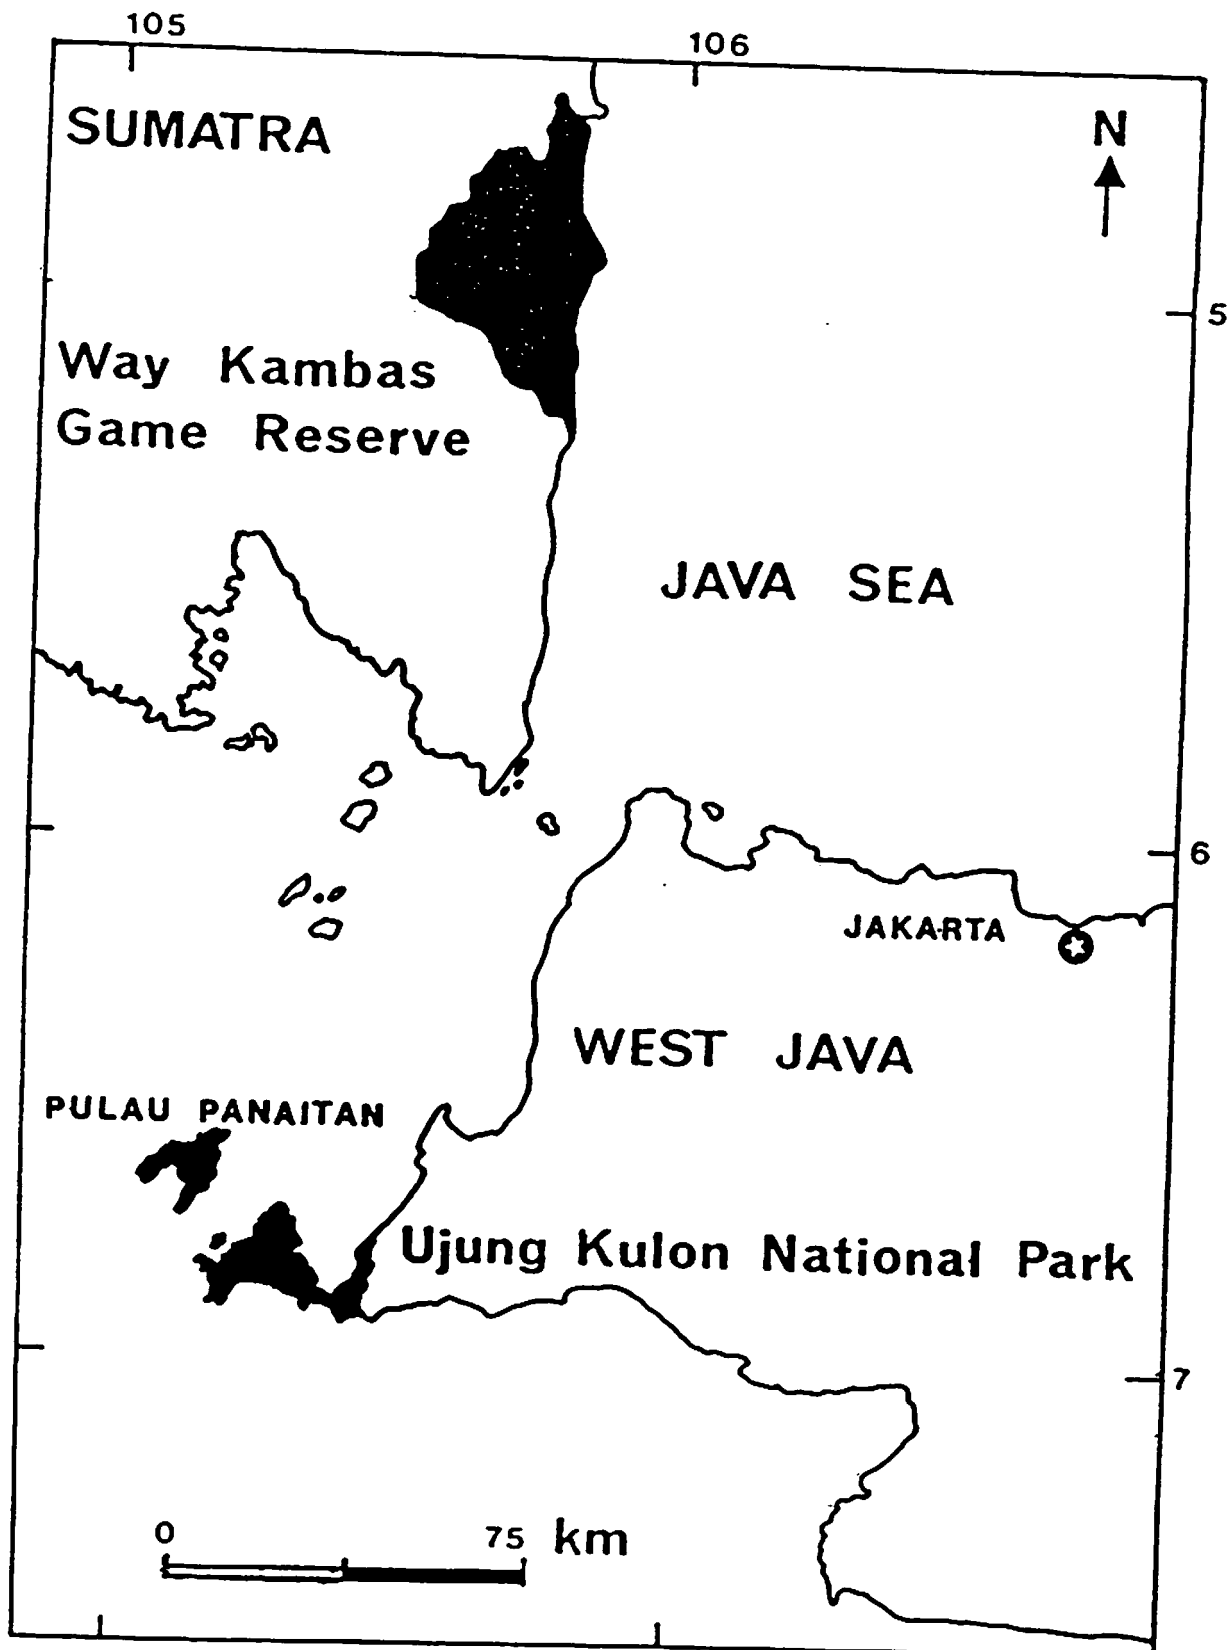 105
106
SUMATRA
N
5
Way Kambas
Game Reserve
JAVA SEA
6
JAKARTA
WEST JAVA
PULAU PANAITAN
Ujung Kulon National Park
7
0 75 km